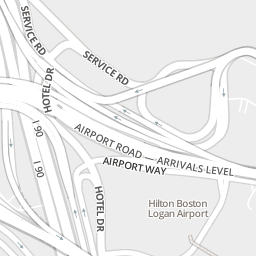 SERVICE RD
SERVICE RD
HOTEL DR
I 90
I 90
AIRPORT ROAD — ARRIVALS LEVEL
AIRPORT WAY
HOTEL DR
Hilton Boston
Logan Airport